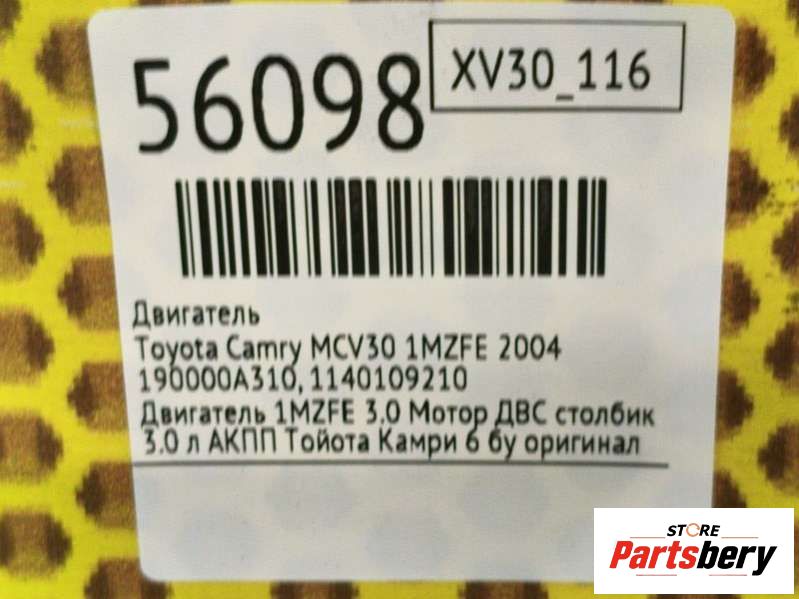 56098
XV30_116
Двигатель
Toyota Camry MCV30 1MZFE 2004
190000A310, 1140109210
Двигатель 1MZFE 3.0 Мотор ДВС столбик
3.0 л АКПП Тойота Камри 6 бу оригинал
STORE
Partsbery